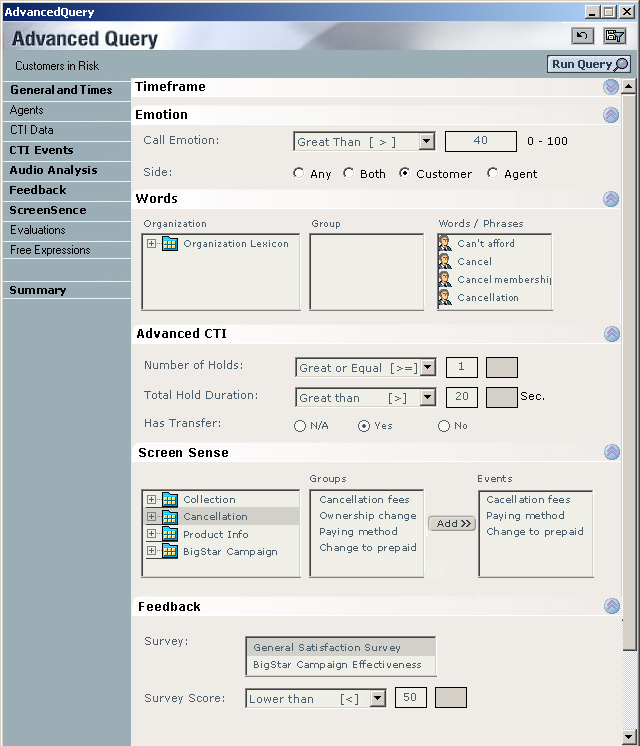 AdvancedQuery
Advanced Query
Customers in Risk
Run Query
General and Times
Agents
CTI Data
CTI Events
Audio Analysis
Feedback
ScreenSence
Evaluations
Free Expressions
Summary
Timeframe
Emotion
Call Emotion: Great Than [ > ] 40 0 - 100
Side: Any Both Customer Agent
Words
Organization Group Words / Phrases
Organization Lexicon
Can't afford
Cancel
Cancel membership
Cancellation
Advanced CTI
Number of Holds: Great or Equal [>=] 1
Total Hold Duration: Great than [>] 20 Sec.
Has Transfer: N/A Yes No
Screen Sense
Groups Events
Collection
Cancellation
Product Info
BigStar Campaign
Cancellation fees
Ownership change
Paying method
Change to prepaid
Add >>
Cacellation fees
Paying method
Change to prepaid
Feedback
Survey: General Satisfaction Survey
BigStar Campaign Effectiveness
Survey Score: Lower than [<] 50